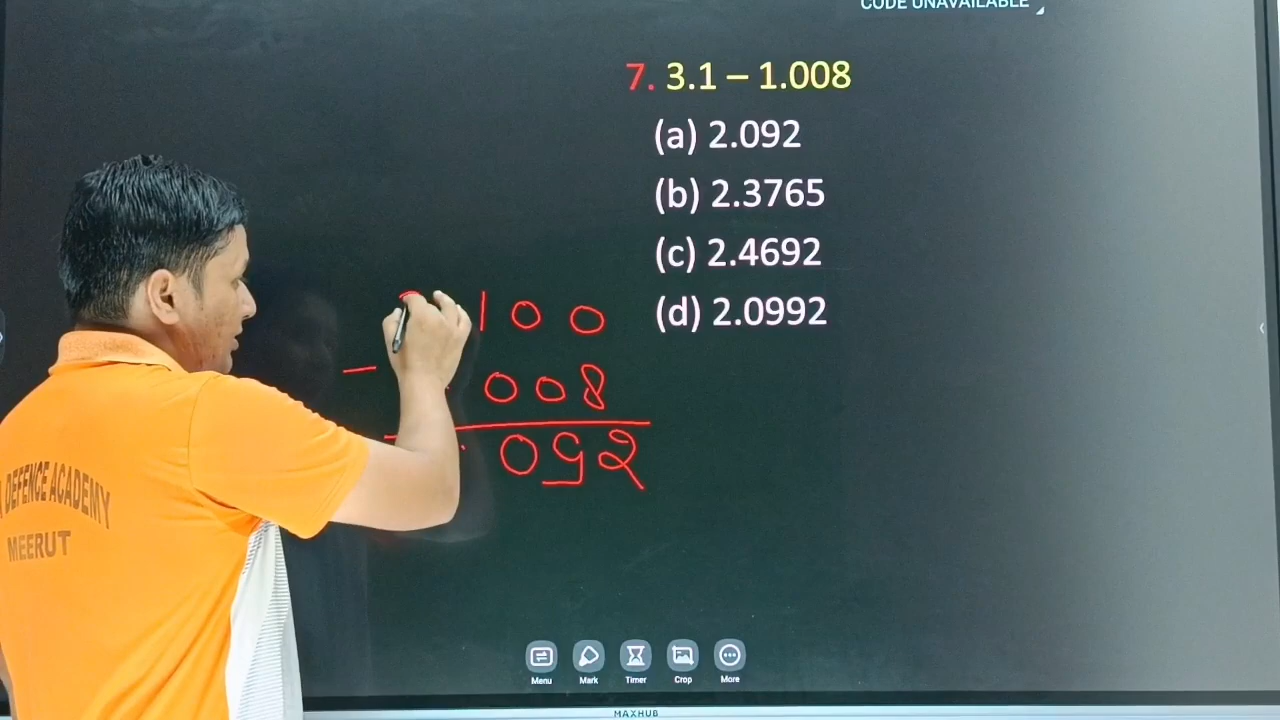 CODE UNAVAILABLE
7. 3.1 – 1.008
(a) 2.092
(b) 2.3765
(c) 2.4692
(d) 2.0992
100
–
. 008
. 092
DEFENCE ACADEMY
MEERUT
Menu
Mark
Timer
Crop
More
MAXHUB